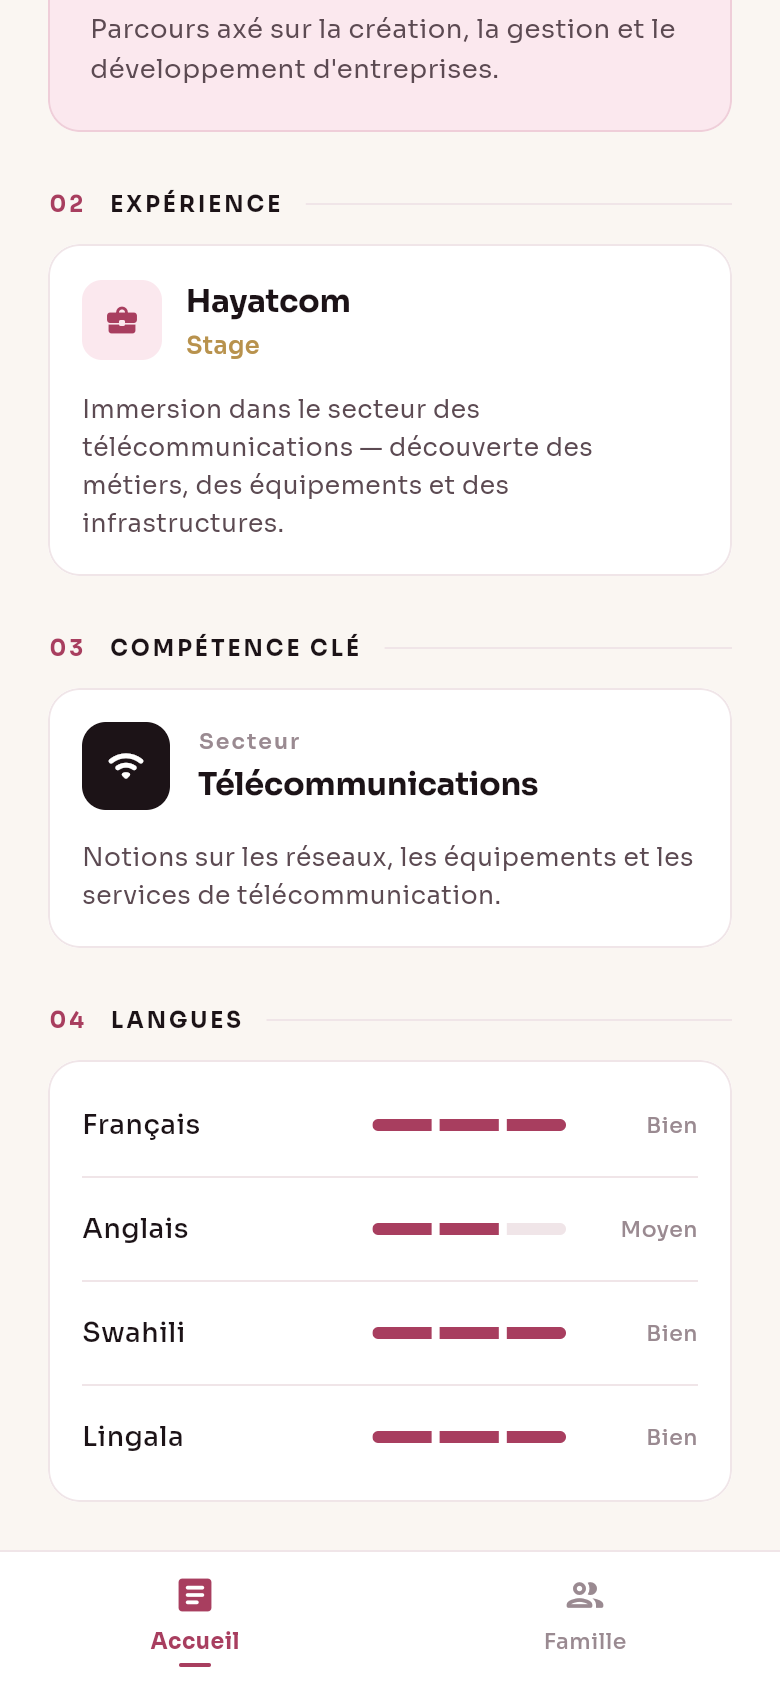 Parcours axé sur la création, la gestion et le
développement d'entreprises.
02 EXPÉRIENCE
Hayatcom
Stage
Immersion dans le secteur des
télécommunications — découverte des
métiers, des équipements et des
infrastructures.
03 COMPÉTENCE CLÉ
Secteur
Télécommunications
Notions sur les réseaux, les équipements et les
services de télécommunication.
04 LANGUES
Français Bien
Anglais Moyen
Swahili Bien
Lingala Bien
Accueil Famille